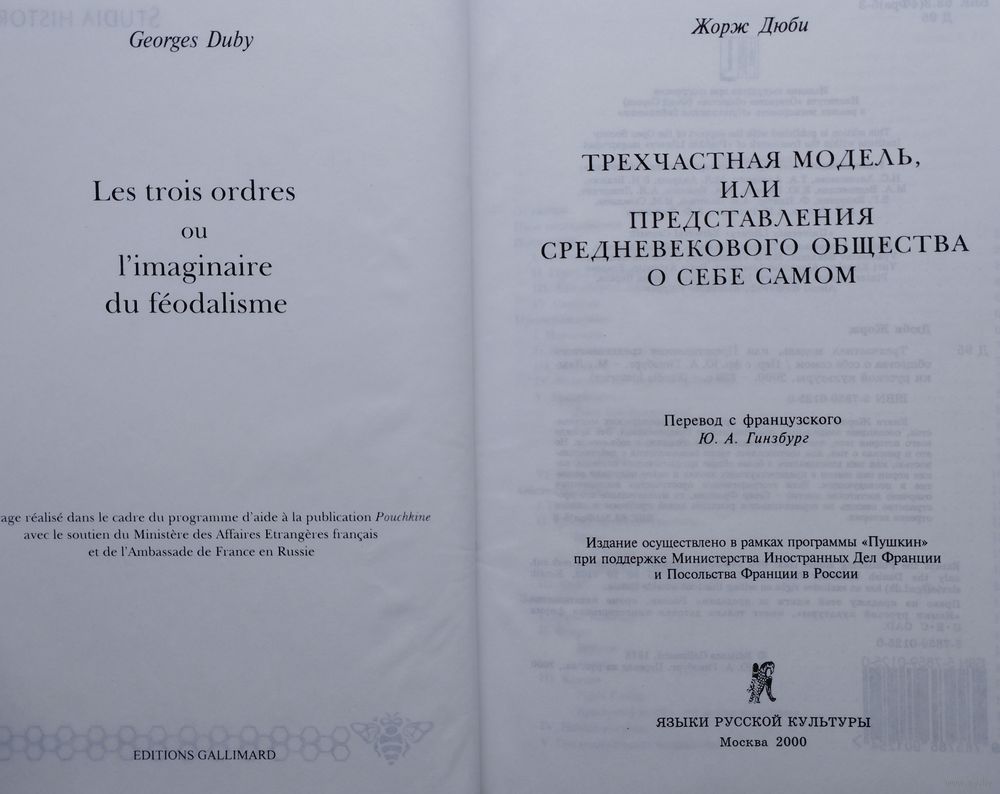 Georges Duby
Les trois ordres
ou
l'imaginaire
du féodalisme
age réalisé dans le cadre du programme d'aide à la publication Pouchkine
avec le soutien du Ministère des Affaires Etrangères français
et de l'Ambassade de France en Russie
EDITIONS GALLIMARD
Жорж Дюби
ТРЕХЧАСТНАЯ МОДЕЛЬ,
ИЛИ
ПРЕДСТАВЛЕНИЯ
СРЕДНЕВЕКОВОГО ОБЩЕСТВА
О СЕБЕ САМОМ
Перевод с французского
Ю. А. Гинзбург
Издание осуществлено в рамках программы «Пушкин»
при поддержке Министерства Иностранных Дел Франции
и Посольства Франции в России
ЯЗЫКИ РУССКОЙ КУЛЬТУРЫ
Москва 2000